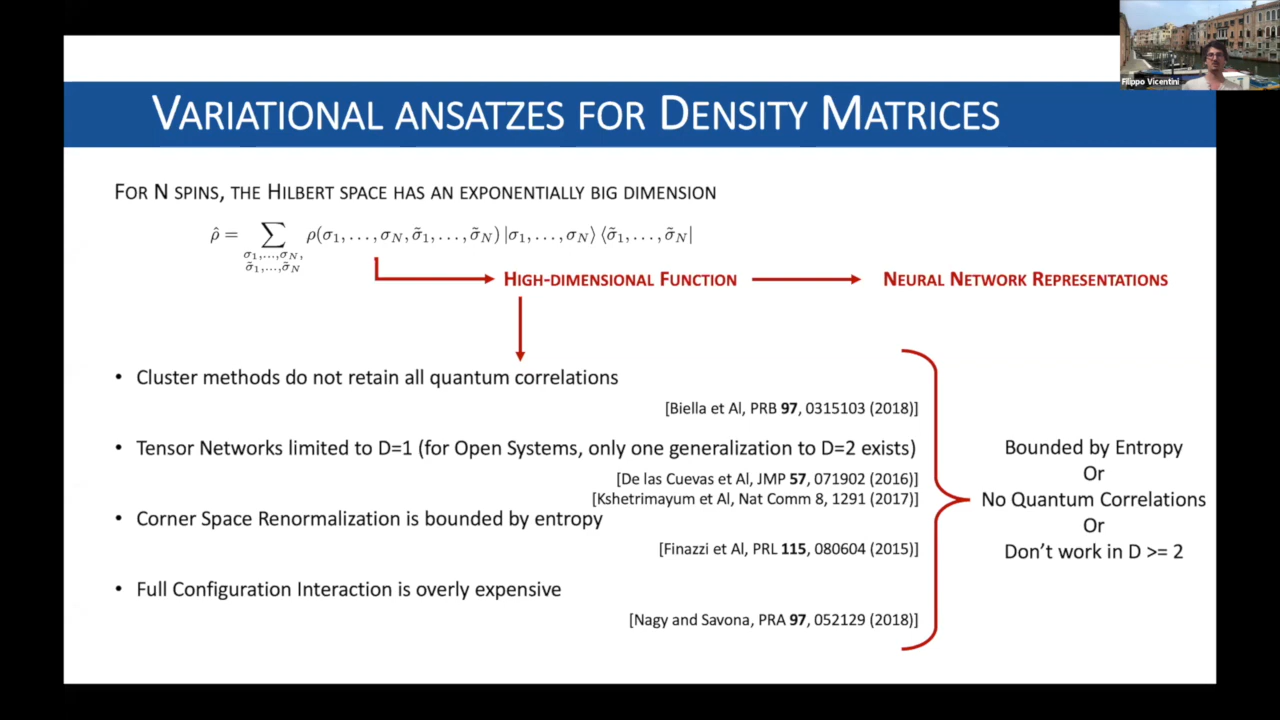 Filippo Vicentini
VARIATIONAL ANSATZES FOR DENSITY MATRICES
FOR N SPINS, THE HILBERT SPACE HAS AN EXPONENTIALLY BIG DIMENSION
ρ̂ = ∑ ρ(σ₁, …, σ_N, σ̃₁, …, σ̃_N) |σ₁, …, σ_N⟩ ⟨σ̃₁, …, σ̃_N|
σ₁,…,σ_N,
σ̃₁,…,σ̃_N
HIGH-DIMENSIONAL FUNCTION
NEURAL NETWORK REPRESENTATIONS
• Cluster methods do not retain all quantum correlations
[Biella et Al, PRB 97, 0315103 (2018)]
• Tensor Networks limited to D=1 (for Open Systems, only one generalization to D=2 exists)
[De las Cuevas et Al, JMP 57, 071902 (2016)]
[Kshetrimayum et Al, Nat Comm 8, 1291 (2017)]
• Corner Space Renormalization is bounded by entropy
[Finazzi et Al, PRL 115, 080604 (2015)]
• Full Configuration Interaction is overly expensive
[Nagy and Savona, PRA 97, 052129 (2018)]
Bounded by Entropy
Or
No Quantum Correlations
Or
Don't work in D >= 2